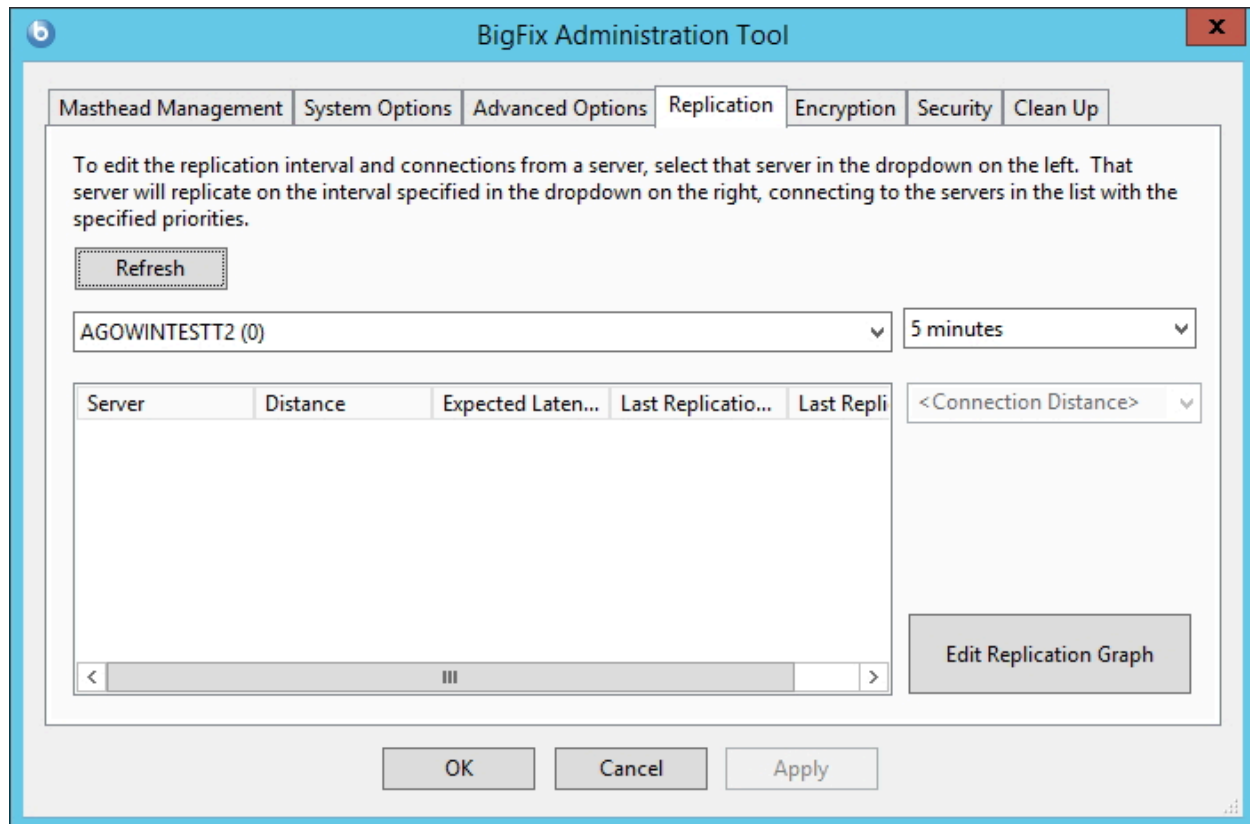 BigFix Administration Tool
x
Masthead Management System Options Advanced Options Replication Encryption Security Clean Up
To edit the replication interval and connections from a server, select that server in the dropdown on the left. That
server will replicate on the interval specified in the dropdown on the right, connecting to the servers in the list with the
specified priorities.
Refresh
AGOWINTESTT2 (0) 5 minutes
Server Distance Expected Laten... Last Replicatio... Last Repli <Connection Distance>
Edit Replication Graph
OK Cancel Apply